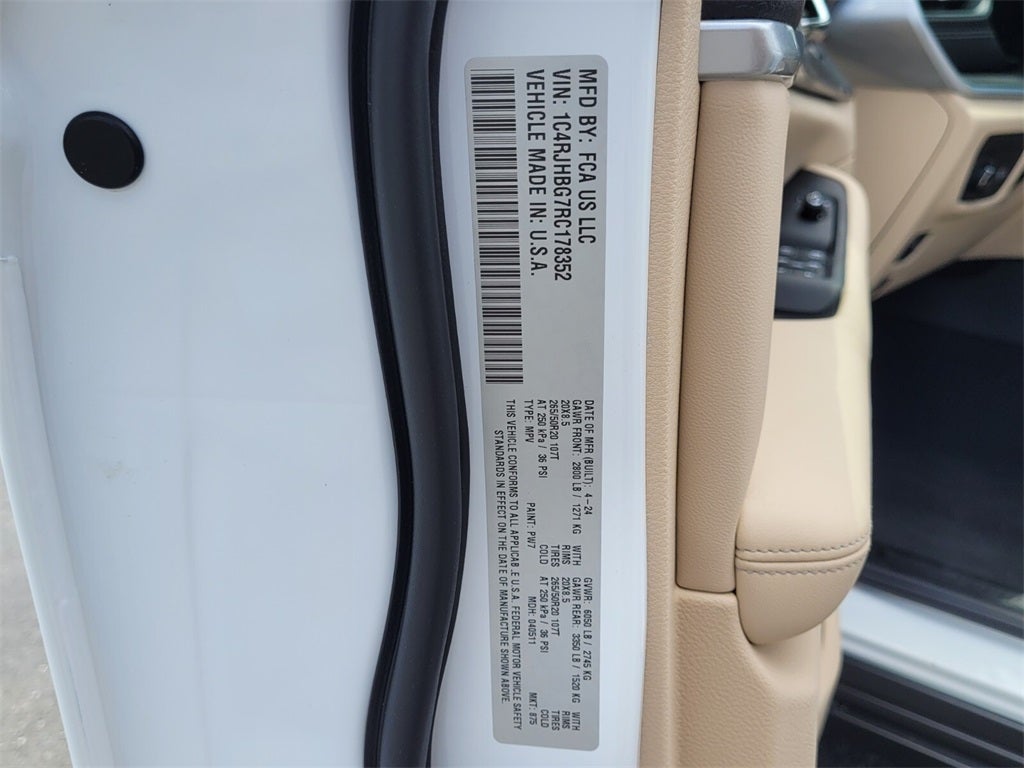 MFD BY: FCA US LLC
VIN: 1C4RJHBG7RC178352
VEHICLE MADE IN: U.S.A.
DATE OF MFR (BUILT): 4-24 GVWR: 6050 LB / 2745 KG
GAWR FRONT: 2800 LB / 1271 KG WITH GAWR REAR: 3350 LB / 1520 KG WITH
20X8.5 RIMS 20X8.5 RIMS
265/50R20 107T TIRES 265/50R20 107T TIRES
AT 250 kPa / 36 PSI COLD AT 250 kPa / 36 PSI COLD
TYPE: MPV PAINT: PW7 MDH: 040511 MKT: 875
THIS VEHICLE CONFORMS TO ALL APPLICABLE U.S.A. FEDERAL MOTOR VEHICLE SAFETY
STANDARDS IN EFFECT ON THE DATE OF MANUFACTURE SHOWN ABOVE.